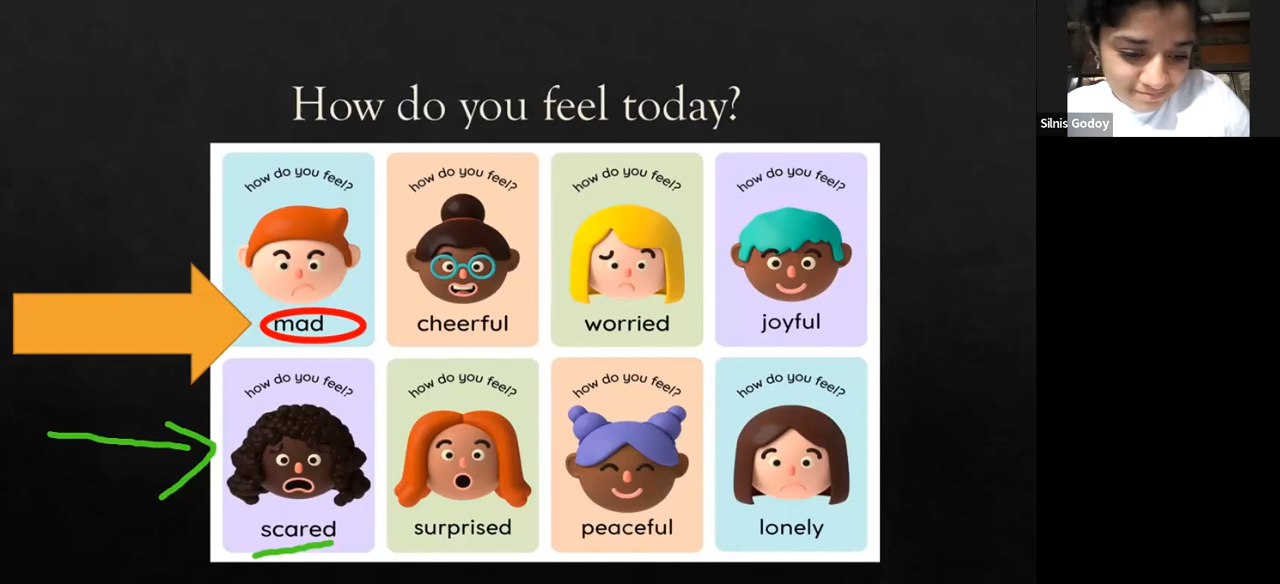 How do you feel today?
Silnis Godoy
how do you feel? how do you feel? how do you feel? how do you feel?
mad cheerful worried joyful
how do you feel? how do you feel? how do you feel? how do you feel?
scared surprised peaceful lonely